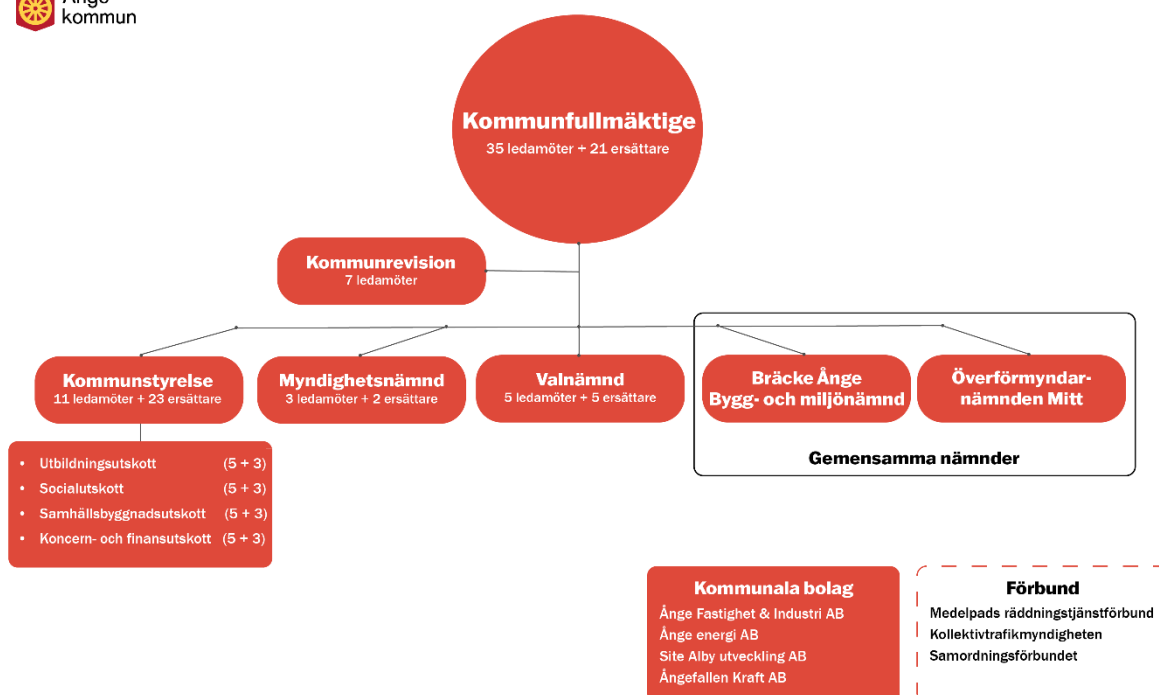 Ånge
kommun
Kommunfullmäktige
35 ledamöter + 21 ersättare
Kommunrevision
7 ledamöter
Kommunstyrelse
11 ledamöter + 23 ersättare
Myndighetsnämnd
3 ledamöter + 2 ersättare
Valnämnd
5 ledamöter + 5 ersättare
Bräcke Ånge
Bygg- och miljönämnd
Överförmyndar-
nämnden Mitt
Gemensamma nämnder
• Utbildningsutskott (5 + 3)
• Socialutskott (5 + 3)
• Samhällsbyggnadsutskott (5 + 3)
• Koncern- och finansutskott (5 + 3)
Kommunala bolag
Ånge Fastighet & Industri AB
Ånge energi AB
Site Alby utveckling AB
Ångefallen Kraft AB
Förbund
Medelpads räddningstjänstförbund
Kollektivtrafikmyndigheten
Samordningsförbundet